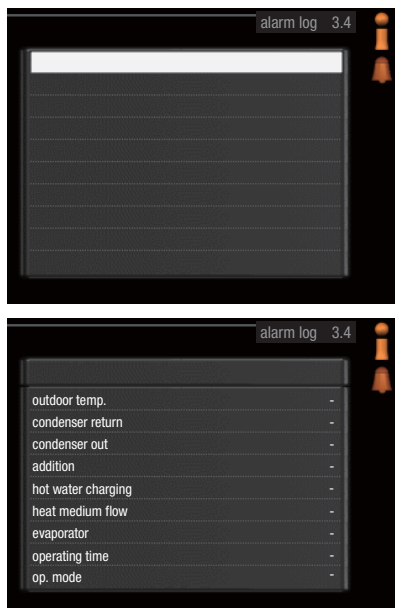 alarm log 3.4
alarm log 3.4
outdoor temp. -
condenser return -
condenser out -
addition -
hot water charging -
heat medium flow -
evaporator -
operating time -
op. mode -